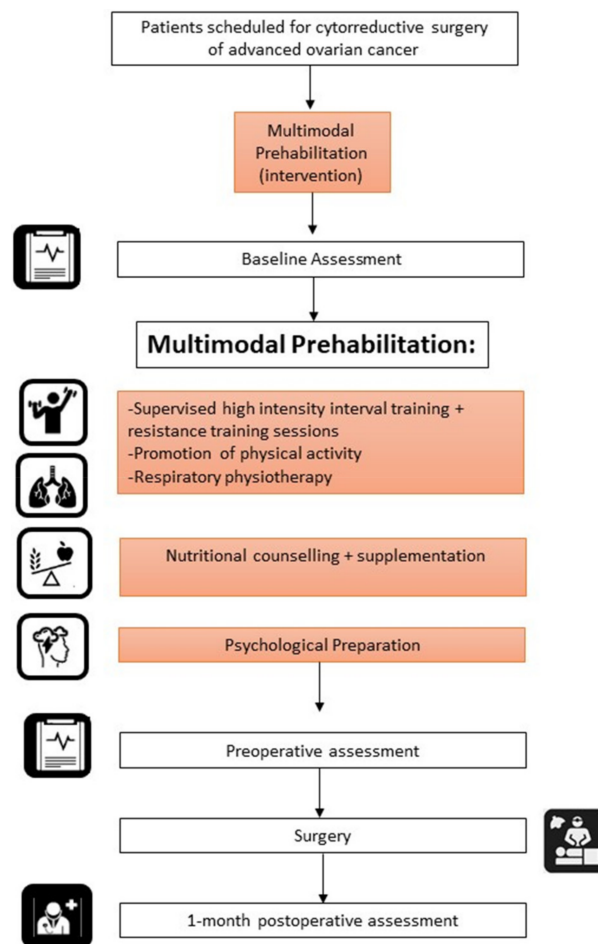 Patients scheduled for cytorreductive surgery
of advanced ovarian cancer
Multimodal
Prehabilitation
(intervention)
Baseline Assessment
Multimodal Prehabilitation:
-Supervised high intensity interval training +
resistance training sessions
-Promotion of physical activity
-Respiratory physiotherapy
Nutritional counselling + supplementation
Psychological Preparation
Preoperative assessment
Surgery
1-month postoperative assessment